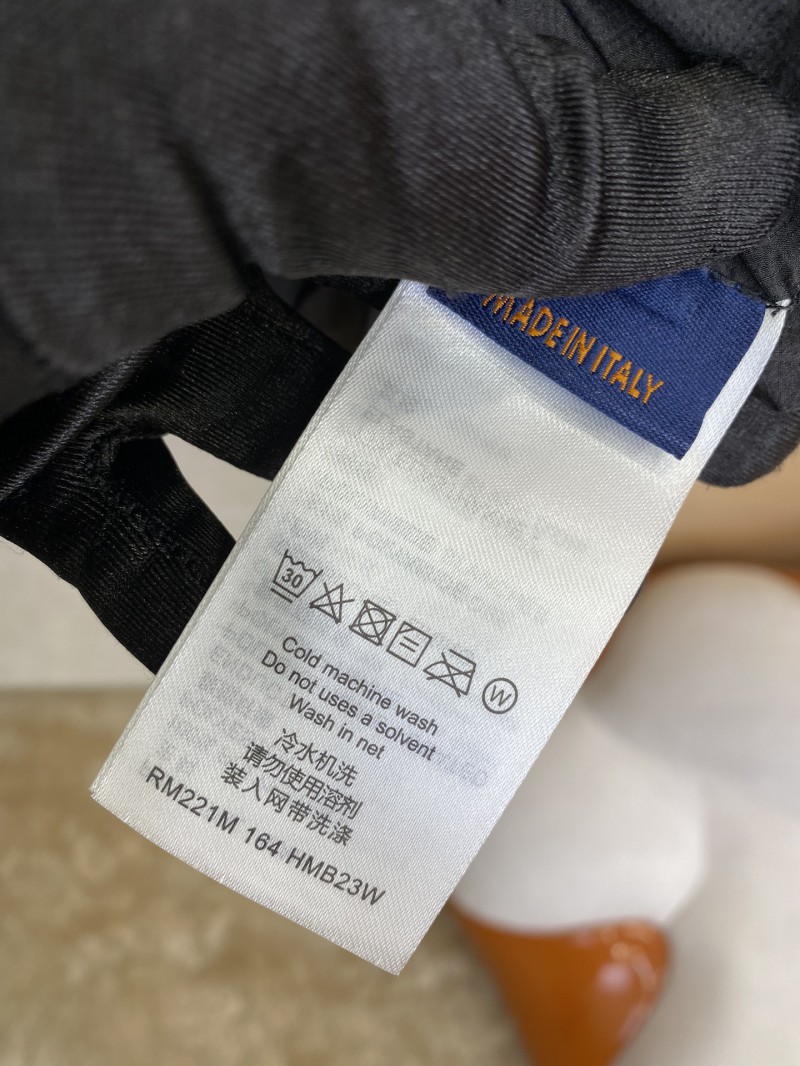 MADE IN ITALY
30
W
Cold machine wash
Do not uses a solvent
Wash in net
冷水机洗
请勿使用溶剂
装入网带洗涤
RM221M 164 HMB23W